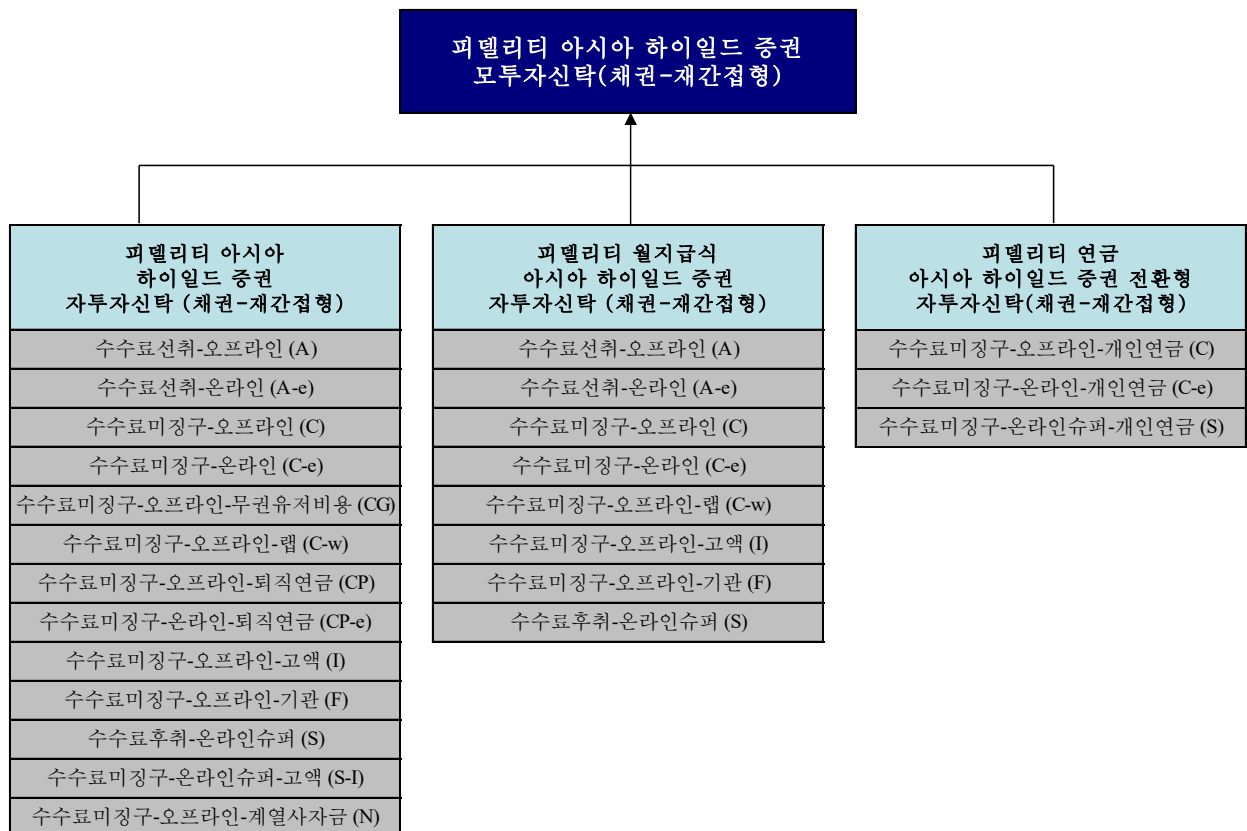 피델리티 아시아 하이일드 증권
모투자신탁(채권-재간접형)
피델리티 아시아
하이일드 증권
자투자신탁 (채권-재간접형)
수수료선취-오프라인 (A)
수수료선취-온라인 (A-e)
수수료미징구-오프라인 (C)
수수료미징구-온라인 (C-e)
수수료미징구-오프라인-무권유저비용 (CG)
수수료미징구-오프라인-랩 (C-w)
수수료미징구-오프라인-퇴직연금 (CP)
수수료미징구-온라인-퇴직연금 (CP-e)
수수료미징구-오프라인-고액 (I)
수수료미징구-오프라인-기관 (F)
수수료후취-온라인슈퍼 (S)
수수료미징구-온라인슈퍼-고액 (S-I)
수수료미징구-오프라인-계열사자금 (N)
피델리티 월지급식
아시아 하이일드 증권
자투자신탁 (채권-재간접형)
수수료선취-오프라인 (A)
수수료선취-온라인 (A-e)
수수료미징구-오프라인 (C)
수수료미징구-온라인 (C-e)
수수료미징구-오프라인-랩 (C-w)
수수료미징구-오프라인-고액 (I)
수수료미징구-오프라인-기관 (F)
수수료후취-온라인슈퍼 (S)
피델리티 연금
아시아 하이일드 증권 전환형
자투자신탁(채권-재간접형)
수수료미징구-오프라인-개인연금 (C)
수수료미징구-온라인-개인연금 (C-e)
수수료미징구-온라인슈퍼-개인연금 (S)